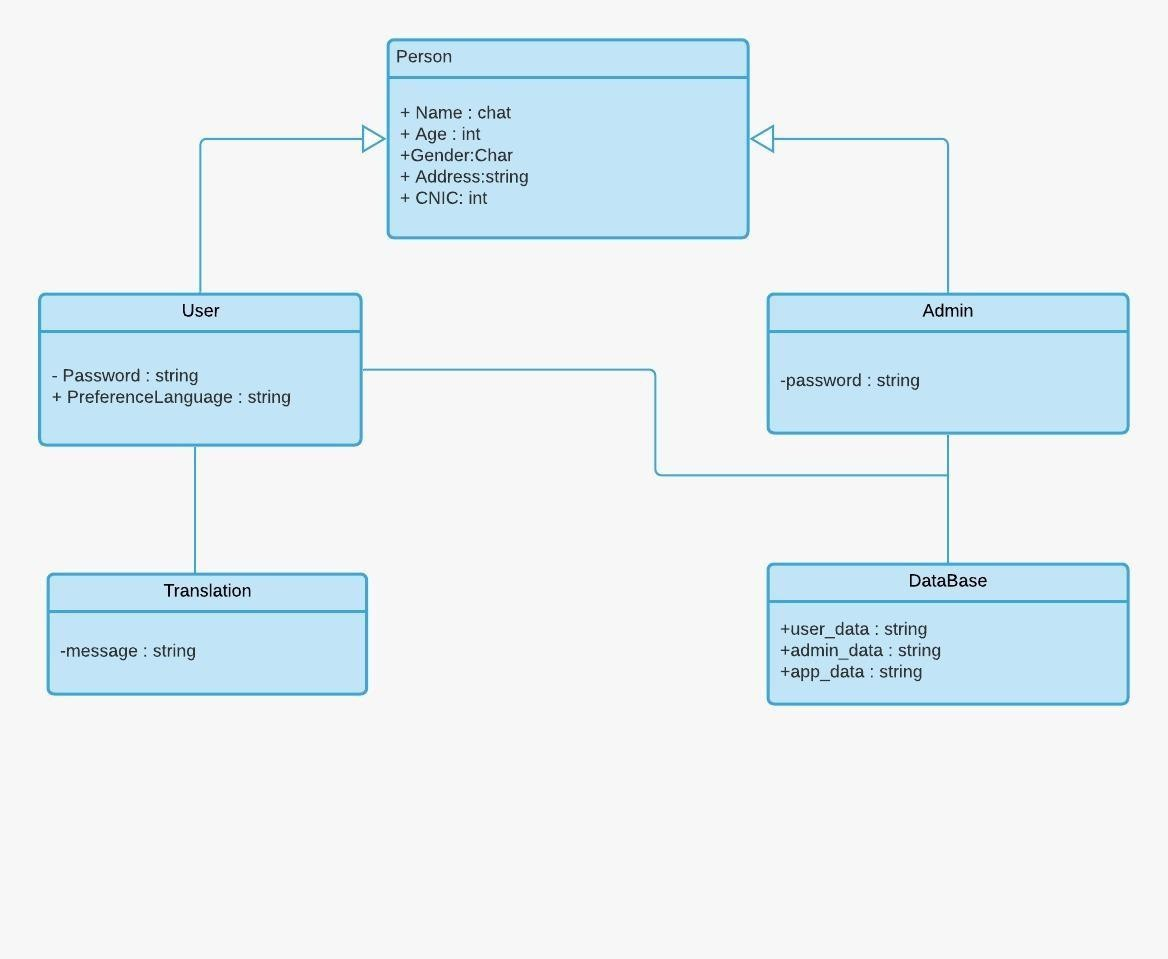 Person
+ Name : chat
+ Age : int
+Gender:Char
+ Address:string
+ CNIC: int
User
- Password : string
+ PreferenceLanguage : string
Admin
-password : string
Translation
-message : string
DataBase
+user_data : string
+admin_data : string
+app_data : string